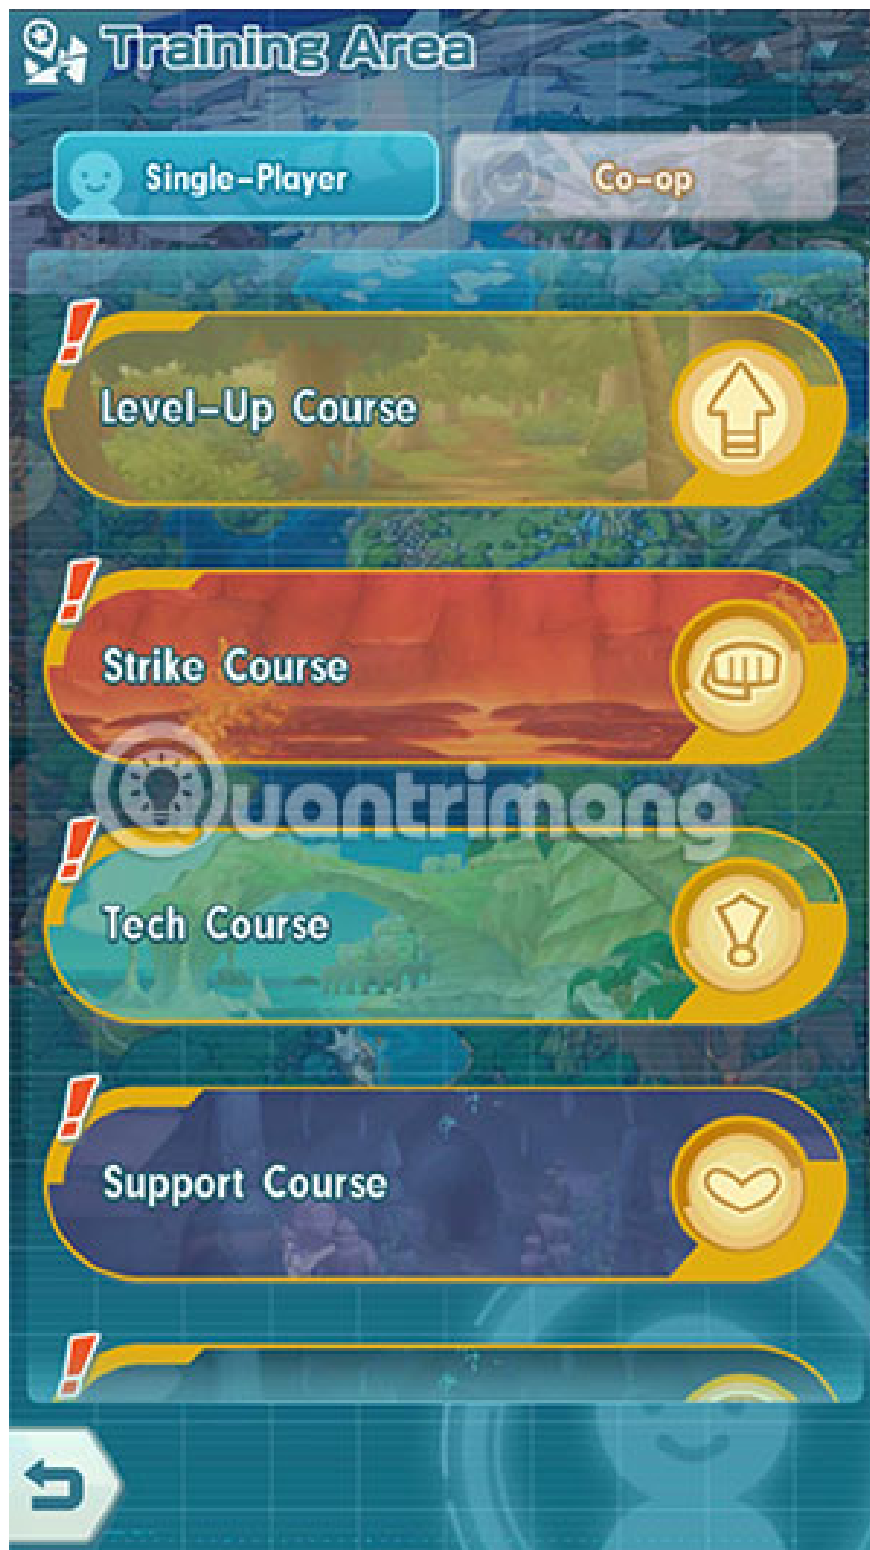 Training Area
Single-Player
Co-op
Level-Up Course
Strike Course
Quantrimang
Tech Course
Support Course